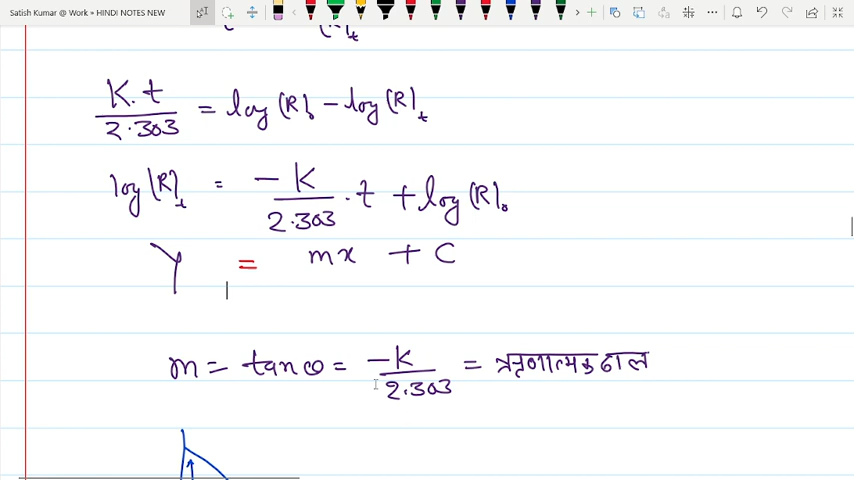 Satish Kumar @ Work » HINDI NOTES NEW
K.t / 2.303 = log [R]₀ - log [R]t
log [R]t = -K / 2.303 . t + log [R]₀
Y = mx + C
m = tanθ = -K / 2.303 = ऋणात्मक ढाल